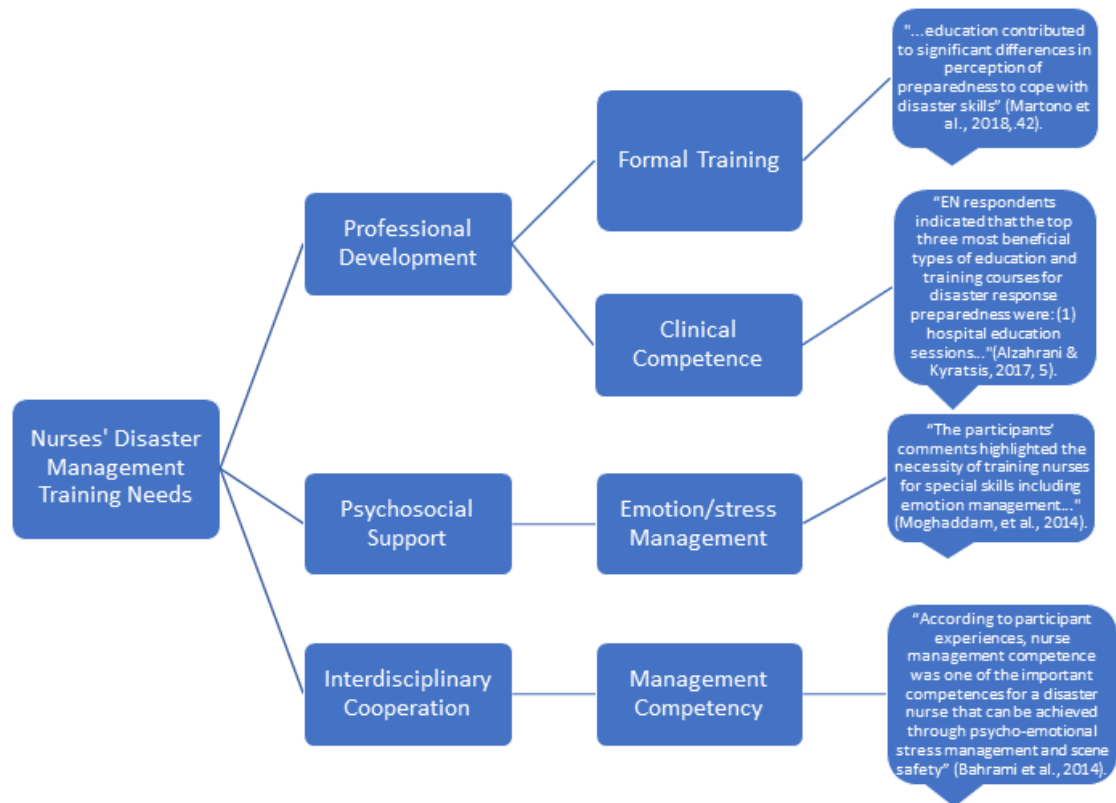 Nurses' Disaster
Management
Training Needs
Professional
Development
Formal Training
"...education contributed
to significant differences in
perception of
preparedness to cope with
disaster skills” (Martono et
al., 2018,.42).
Clinical
Competence
“EN respondents
indicated that the top
three most beneficial
types of education and
training courses for
disaster response
preparedness were: (1)
hospital education
sessions..."(Alzahrani &
Kyratsis, 2017, 5).
Psychosocial
Support
Emotion/stress
Management
“The participants’
comments highlighted the
necessity of training nurses
for special skills including
emotion management..."
(Moghaddam, et al., 2014).
Interdisciplinary
Cooperation
Management
Competency
“According to participant
experiences, nurse
management competence
was one of the important
competences for a disaster
nurse that can be achieved
through psycho-emotional
stress management and scene
safety” (Bahrami et al., 2014).